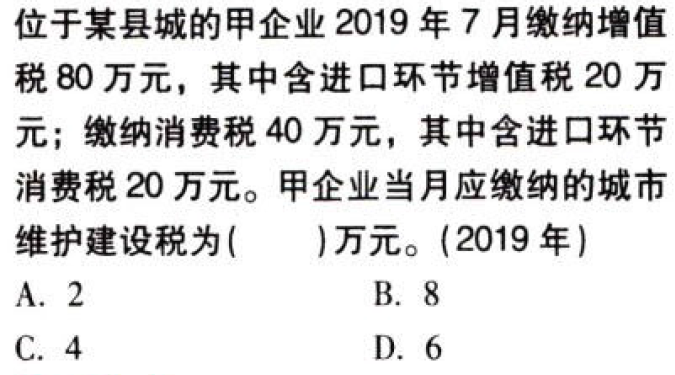 位于某县城的甲企业 2019 年 7 月缴纳增值
税 80 万元，其中含进口环节增值税 20 万
元；缴纳消费税 40 万元，其中含进口环节
消费税 20 万元。甲企业当月应缴纳的城市
维护建设税为(　　)万元。(2019 年)
A. 2　　B. 8
C. 4　　D. 6